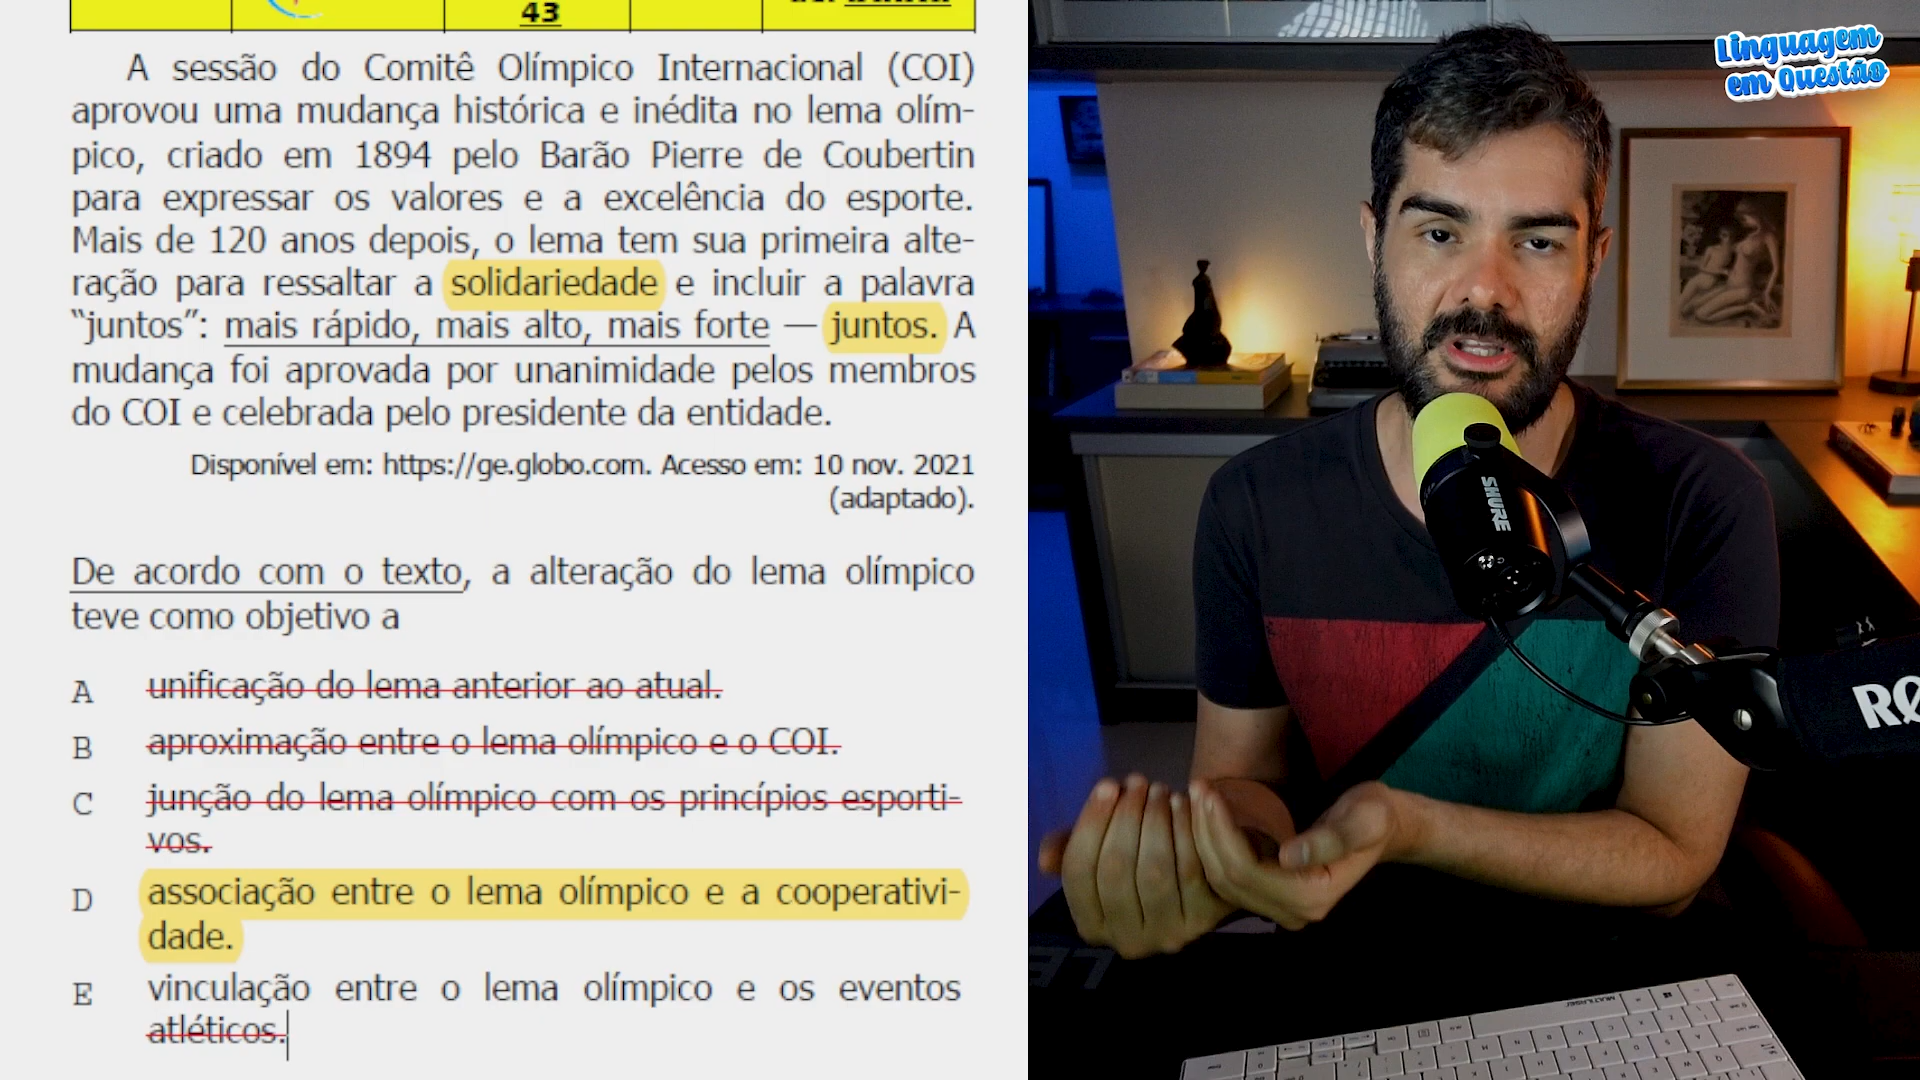 43
A sessão do Comitê Olímpico Internacional (COI)
aprovou uma mudança histórica e inédita no lema olím-
pico, criado em 1894 pelo Barão Pierre de Coubertin
para expressar os valores e a excelência do esporte.
Mais de 120 anos depois, o lema tem sua primeira alte-
ração para ressaltar a solidariedade e incluir a palavra
“juntos”: mais rápido, mais alto, mais forte — juntos. A
mudança foi aprovada por unanimidade pelos membros
do COI e celebrada pelo presidente da entidade.
Disponível em: https://ge.globo.com. Acesso em: 10 nov. 2021
(adaptado).
De acordo com o texto, a alteração do lema olímpico
teve como objetivo a
A unificação do lema anterior ao atual.
B aproximação entre o lema olímpico e o COI.
C junção do lema olímpico com os princípios esporti-
vos.
D associação entre o lema olímpico e a cooperativi-
dade.
E vinculação entre o lema olímpico e os eventos
atléticos.
Linguagem
em Questão
SHURE